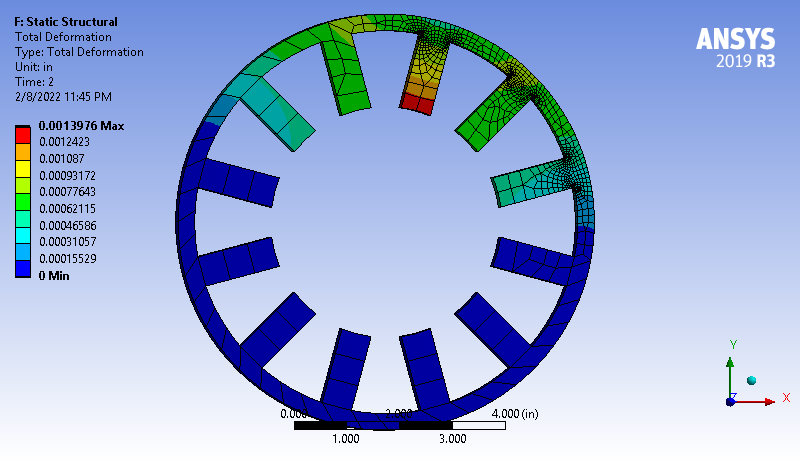 F: Static Structural
Total Deformation
Type: Total Deformation
Unit: in
Time: 2
2/8/2022 11:45 PM
ANSYS
2019 R3
0.0013976 Max
0.0012423
0.001087
0.00093172
0.00077643
0.00062115
0.00046586
0.00031057
0.00015529
0 Min
Y
Z
X
0.000 2.000 4.000 (in)
1.000 3.000